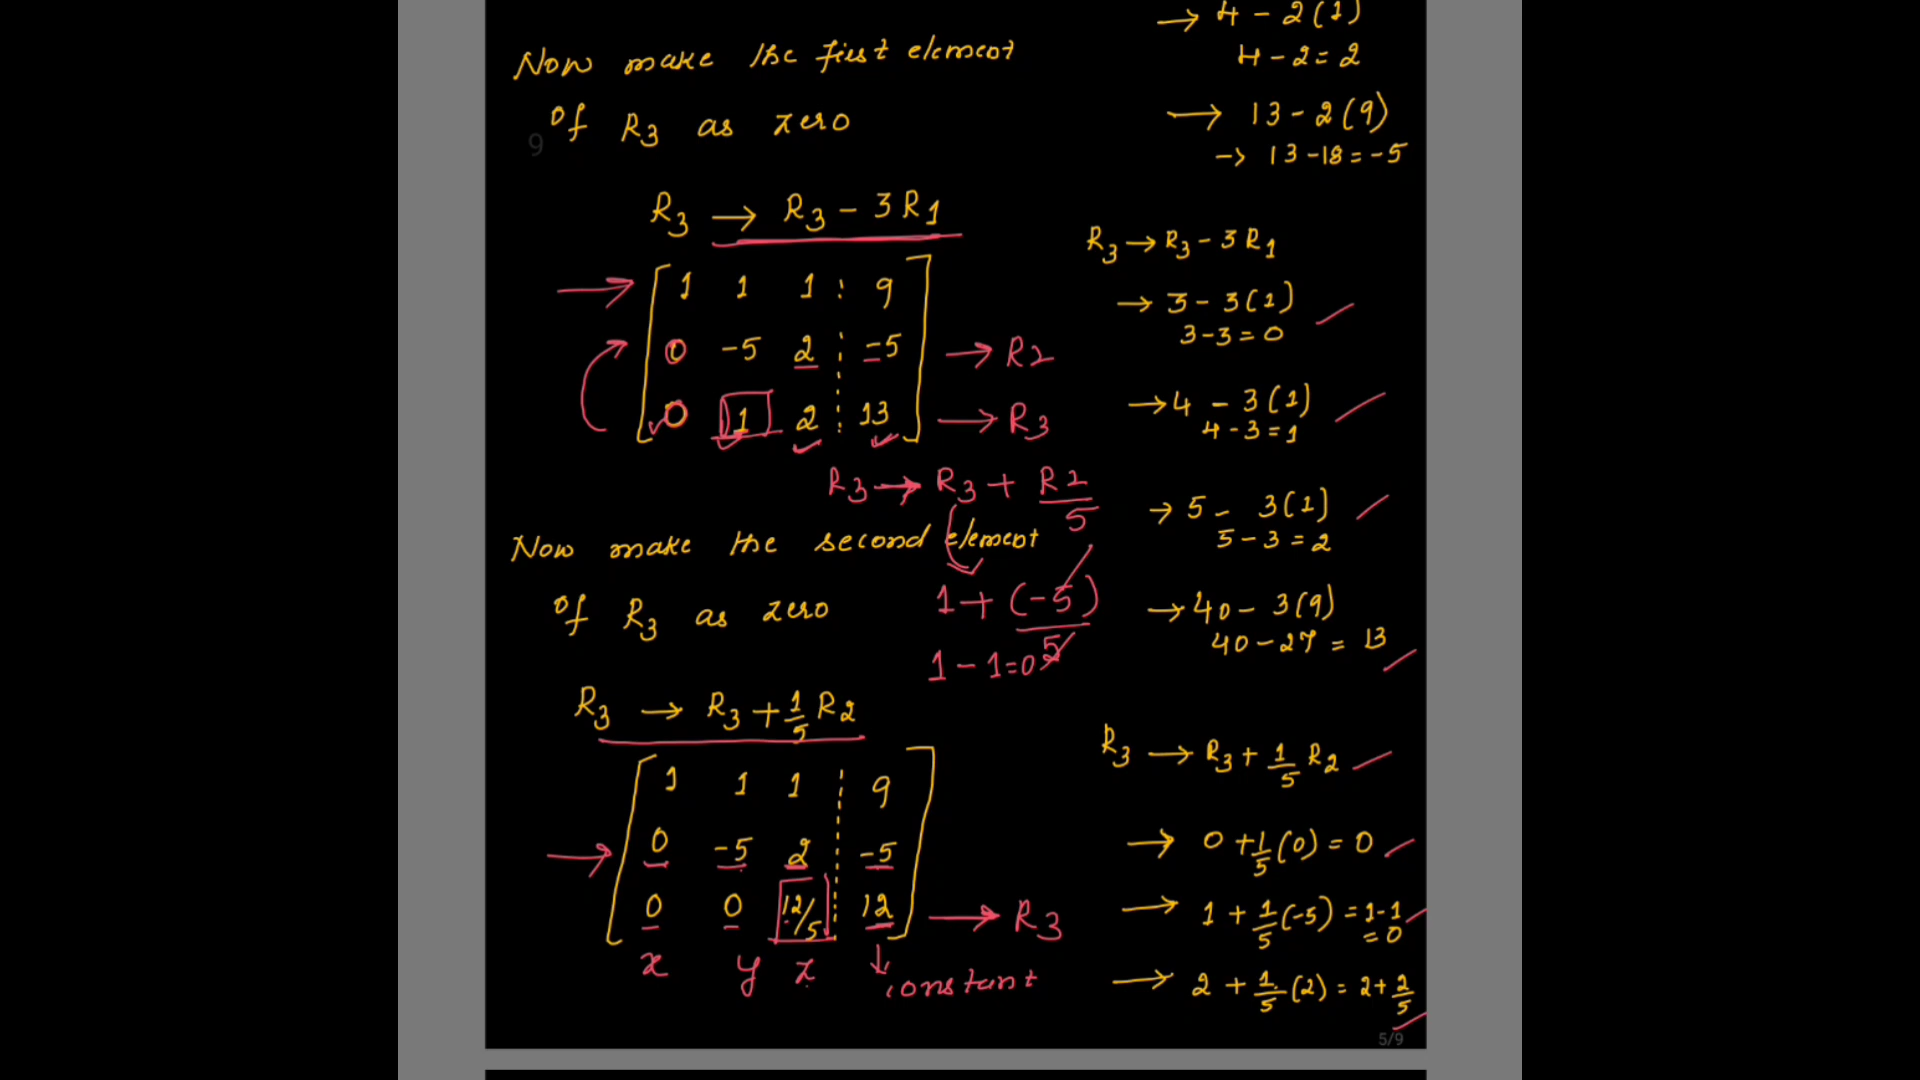 → 4 - 2(1)
4 - 2 = 2
→ 13 - 2(9)
→ 13 - 18 = -5
Now make the first element
of R3 as zero
9
R3 → R3 - 3R1
1 1 1 : 9
0 -5 2 : -5 → R2
0 1 2 : 13 → R3
R3 → R3 + R2/5
Now make the second element
of R3 as zero
1 + (-5)/5
1 - 1 = 0
R3 → R3 + 1/5 R2
1 1 1 : 9
0 -5 2 : -5
0 0 12/5 : 12 → R3
x y z ↓ constant
R3 → R3 - 3R1
→ 3 - 3(1)
3 - 3 = 0
→ 4 - 3(1)
4 - 3 = 1
→ 5 - 3(1)
5 - 3 = 2
→ 40 - 3(9)
40 - 27 = 13
R3 → R3 + 1/5 R2
→ 0 + 1/5(0) = 0
→ 1 + 1/5(-5) = 1-1
= 0
→ 2 + 1/5(2) = 2 + 2/5
5/9